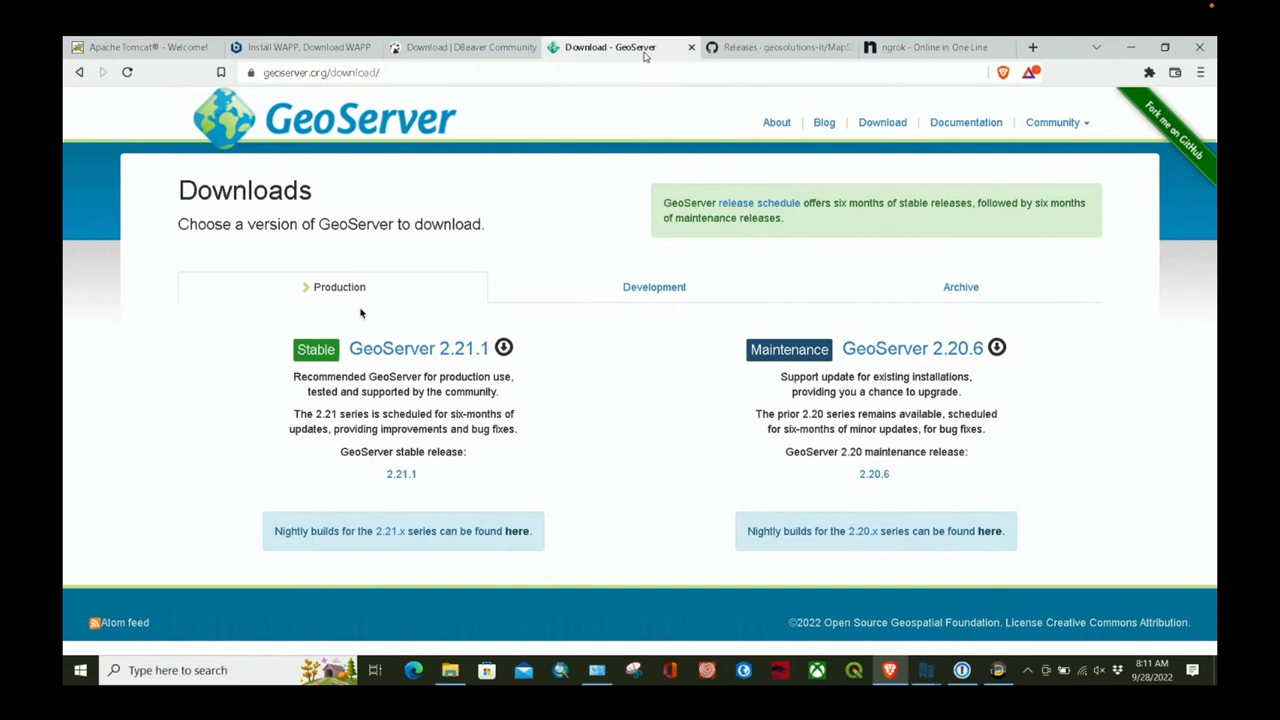 Apache Tomcat® - Welcome!
Install WAPP, Download WAPP
Download | DBeaver Community
Download - GeoServer
Releases · geosolutions-it/MapS
ngrok - Online in One Line
geoserver.org/download/
GeoServer
About
Blog
Download
Documentation
Community
Fork me on GitHub
Downloads
Choose a version of GeoServer to download.
GeoServer release schedule offers six months of stable releases, followed by six months
of maintenance releases.
Production
Development
Archive
Stable GeoServer 2.21.1
Recommended GeoServer for production use,
tested and supported by the community.
The 2.21 series is scheduled for six-months of
updates, providing improvements and bug fixes.
GeoServer stable release:
2.21.1
Nightly builds for the 2.21.x series can be found here.
Maintenance GeoServer 2.20.6
Support update for existing installations,
providing you a chance to upgrade.
The prior 2.20 series remains available, scheduled
for six-months of minor updates, for bug fixes.
GeoServer 2.20 maintenance release:
2.20.6
Nightly builds for the 2.20.x series can be found here.
Atom feed
©2022 Open Source Geospatial Foundation. License Creative Commons Attribution.
Type here to search
8:11 AM
9/28/2022